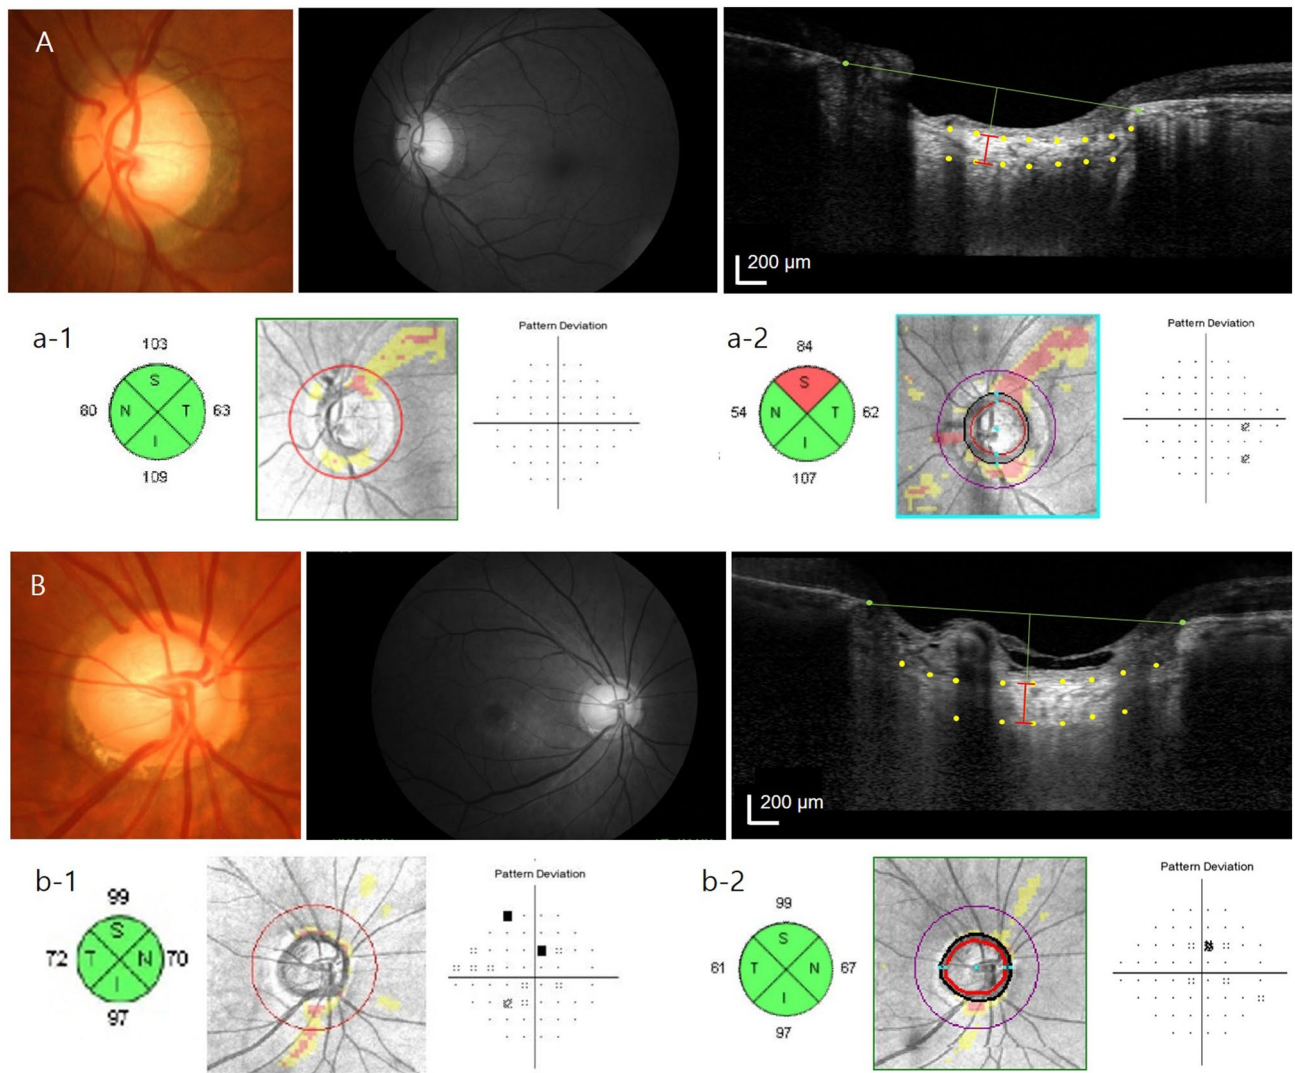 A
200 µm
a-1
103
S
80 N T 63
I
109
Pattern Deviation
a-2
84
S
54 N T 62
I
107
Pattern Deviation
B
200 µm
b-1
99
S
72 T N 70
I
97
Pattern Deviation
b-2
99
S
61 T N 67
I
97
Pattern Deviation